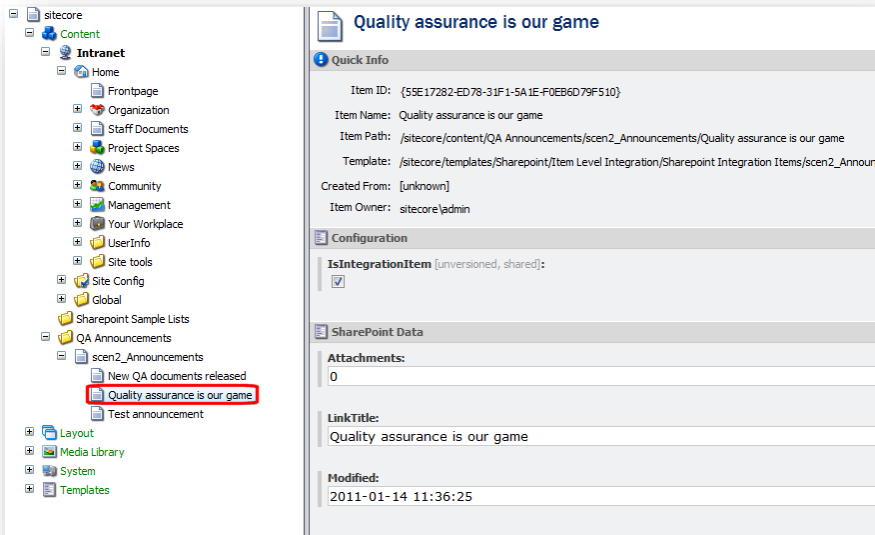 sitecore
Content
Intranet
Home
Frontpage
Organization
Staff Documents
Project Spaces
News
Community
Management
Your Workplace
UserInfo
Site tools
Site Config
Global
Sharepoint Sample Lists
QA Announcements
scen2_Announcements
New QA documents released
Quality assurance is our game
Test announcement
Layout
Media Library
System
Templates
Quality assurance is our game
Quick Info
Item ID: {55E17282-ED78-31F1-5A1E-F0EB6D79F510}
Item Name: Quality assurance is our game
Item Path: /sitecore/content/QA Announcements/scen2_Announcements/Quality assurance is our game
Template: /sitecore/templates/Sharepoint/Item Level Integration/Sharepoint Integration Items/scen2_Announ
Created From: [unknown]
Item Owner: sitecore\admin
Configuration
IsIntegrationItem [unversioned, shared]:
SharePoint Data
Attachments:
0
LinkTitle:
Quality assurance is our game
Modified:
2011-01-14 11:36:25